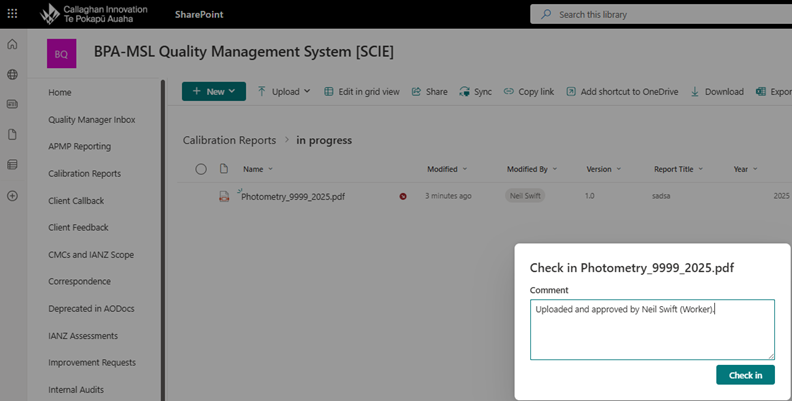 Callaghan Innovation
Te Pokapū Auaha
SharePoint
Search this library
BQ
BPA-MSL Quality Management System [SCIE]
Home
Quality Manager Inbox
APMP Reporting
Calibration Reports
Client Callback
Client Feedback
CMCs and IANZ Scope
Correspondence
Deprecated in AODocs
IANZ Assessments
Improvement Requests
Internal Audits
+ New Upload Edit in grid view Share Sync Copy link Add shortcut to OneDrive Download Expor
Calibration Reports > in progress
Name Modified Modified By Version Report Title Year
Photometry_9999_2025.pdf 3 minutes ago Neil Swift 1.0 sadsa 2025
Check in Photometry_9999_2025.pdf
Comment
Uploaded and approved by Neil Swift (Worker).
Check in